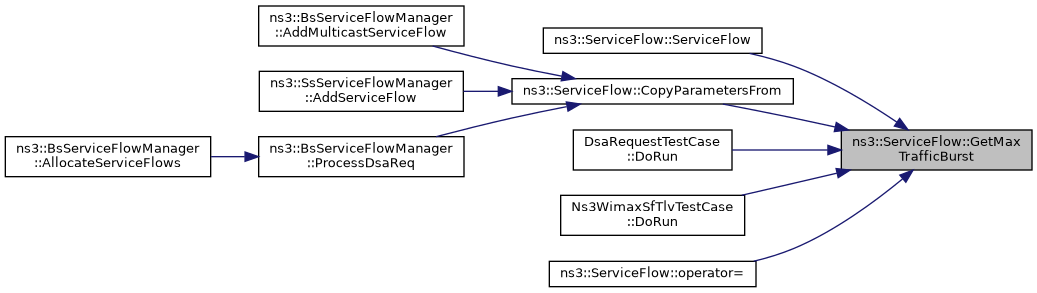 ns3::BsServiceFlowManager
::AddMulticastServiceFlow
ns3::ServiceFlow::ServiceFlow
ns3::SsServiceFlowManager
::AddServiceFlow
ns3::ServiceFlow::CopyParametersFrom
ns3::BsServiceFlowManager
::AllocateServiceFlows
ns3::BsServiceFlowManager
::ProcessDsaReq
DsaRequestTestCase
::DoRun
ns3::ServiceFlow::GetMax
TrafficBurst
Ns3WimaxSfTlvTestCase
::DoRun
ns3::ServiceFlow::operator=